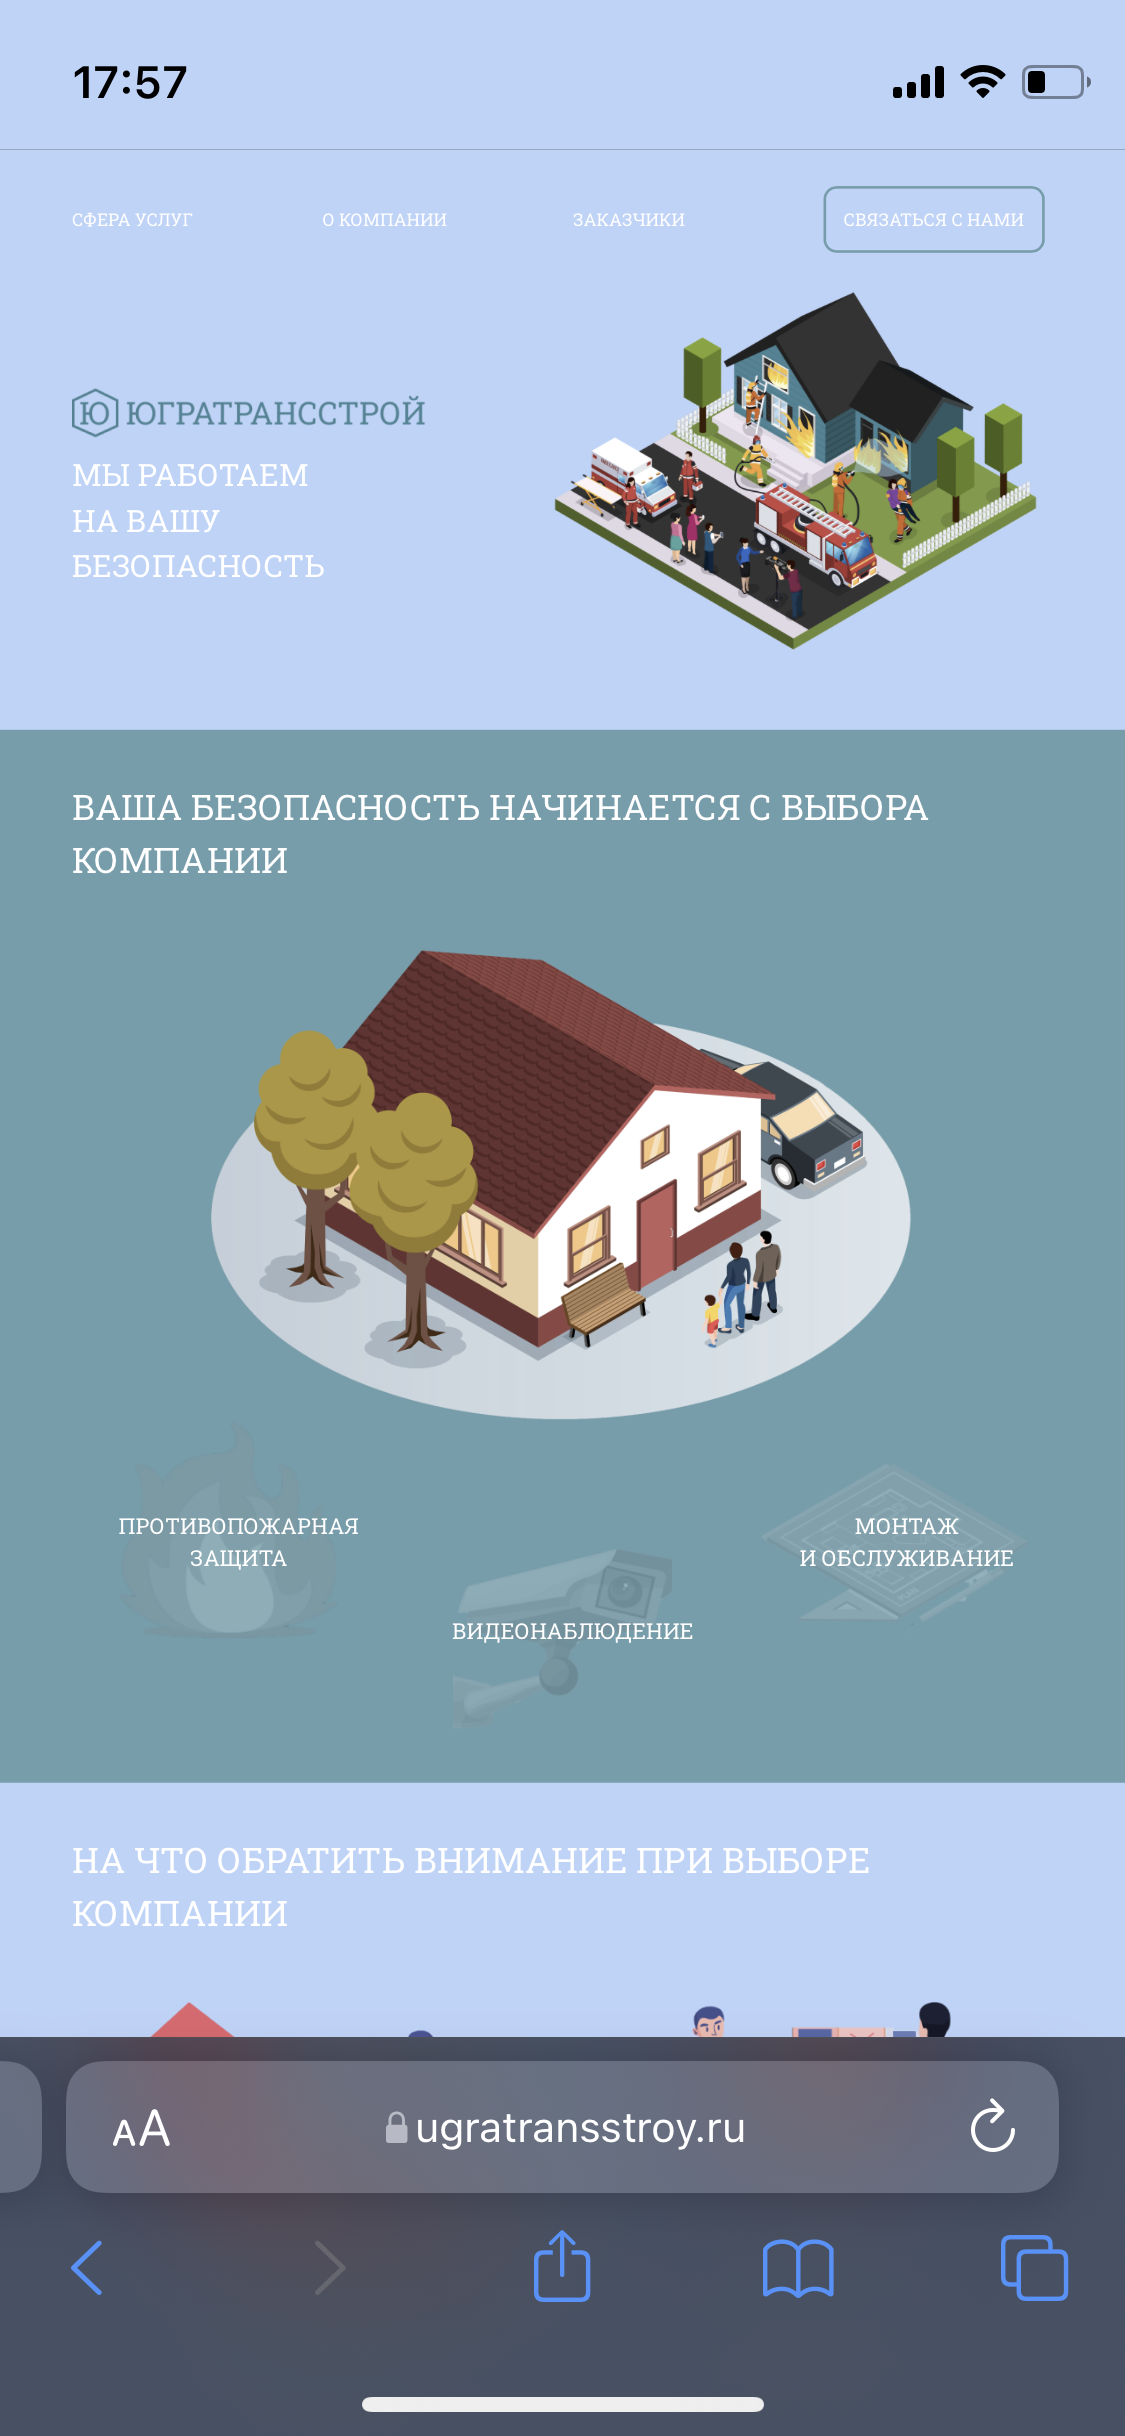 17:57
СФЕРА УСЛУГ
О КОМПАНИИ
ЗАКАЗЧИКИ
СВЯЗАТЬСЯ С НАМИ
Ю ЮГРАТРАНССТРОЙ
МЫ РАБОТАЕМ
НА ВАШУ
БЕЗОПАСНОСТЬ
ВАША БЕЗОПАСНОСТЬ НАЧИНАЕТСЯ С ВЫБОРА
КОМПАНИИ
ПРОТИВОПОЖАРНАЯ
ЗАЩИТА
МОНТАЖ
И ОБСЛУЖИВАНИЕ
ВИДЕОНАБЛЮДЕНИЕ
НА ЧТО ОБРАТИТЬ ВНИМАНИЕ ПРИ ВЫБОРЕ
КОМПАНИИ
AA
ugratransstroy.ru